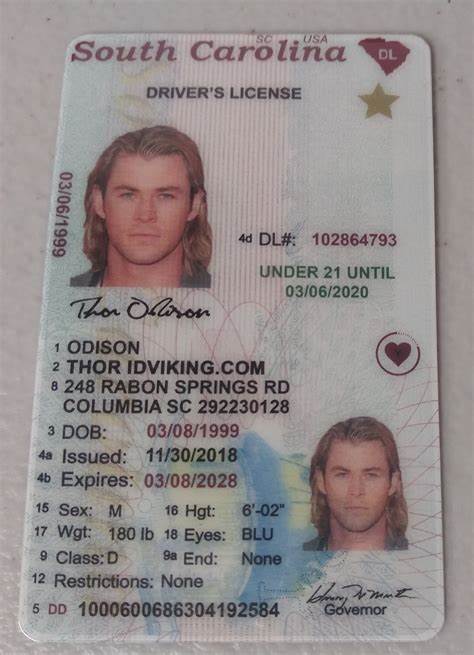 SC USA
South Carolina DL
DRIVER'S LICENSE
03/06/1999
4d DL#: 102864793
UNDER 21 UNTIL
03/06/2020
Thor Odison
1 ODISON
2 THOR IDVIKING.COM
8 248 RABON SPRINGS RD
COLUMBIA SC 292230128
3 DOB: 03/08/1999
4a Issued: 11/30/2018
4b Expires: 03/08/2028
15 Sex: M 16 Hgt: 6'-02"
17 Wgt: 180 lb 18 Eyes: BLU
9 Class: D 9a End: None
12 Restrictions: None
5 DD 1000600686304192584
Governor